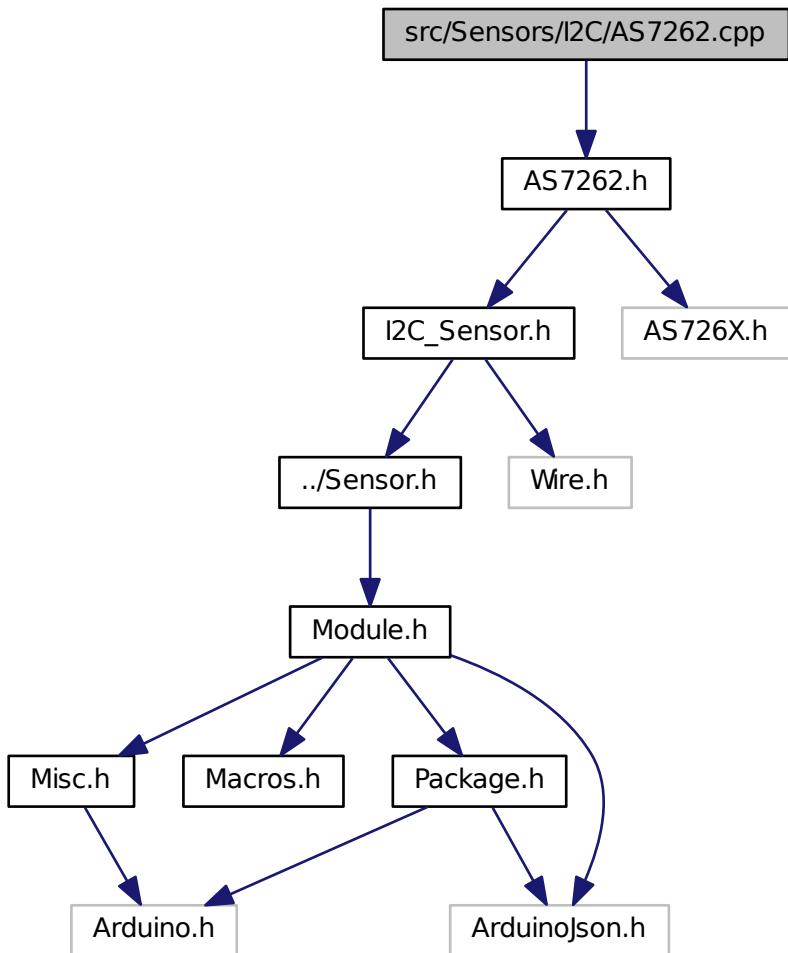 src/Sensors/I2C/AS7262.cpp
AS7262.h
I2C_Sensor.h
AS726X.h
../Sensor.h
Wire.h
Module.h
Misc.h
Macros.h
Package.h
Arduino.h
ArduinoJson.h